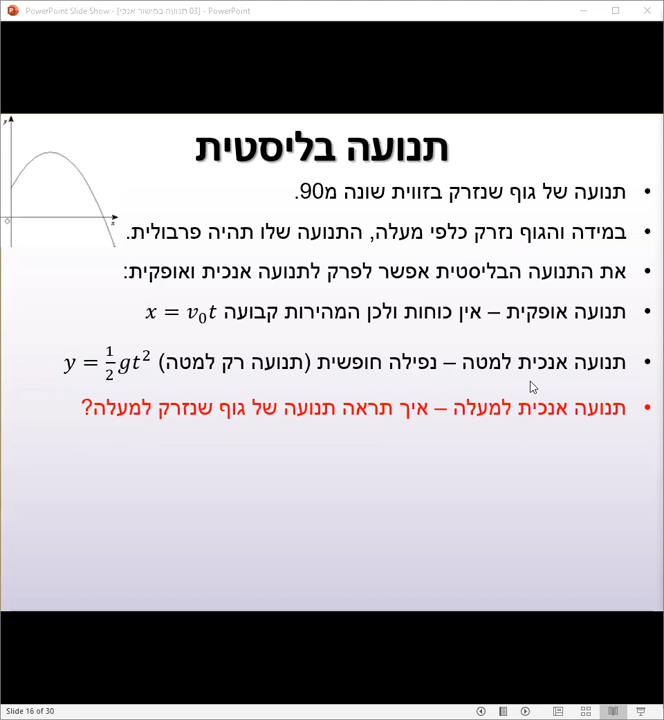 PowerPoint Slide Show - [03 תנועה במישור אנכי] - PowerPoint
y
x
O
תנועה בליסטית
• תנועה של גוף שנזרק בזווית שונה מ90.
• במידה והגוף נזרק כלפי מעלה, התנועה שלו תהיה פרבולית.
• את התנועה הבליסטית אפשר לפרק לתנועה אנכית ואופקית:
• תנועה אופקית – אין כוחות ולכן המהירות קבועה x = v₀t
• תנועה אנכית למטה – נפילה חופשית (תנועה רק למטה) y = ½gt²
• תנועה אנכית למעלה – איך תראה תנועה של גוף שנזרק למעלה?
Slide 16 of 30